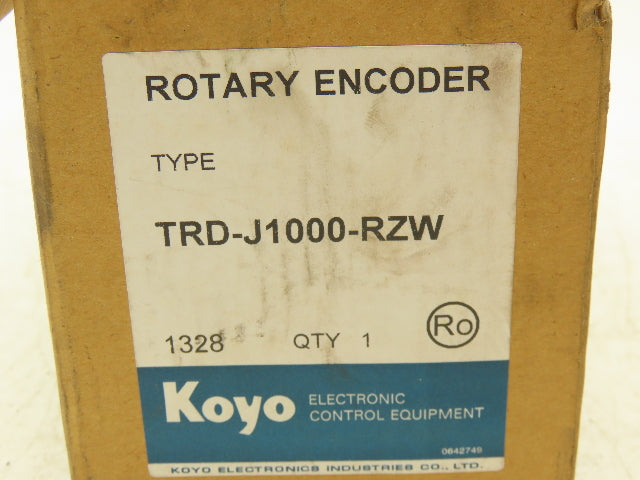 ROTARY ENCODER
TYPE
TRD-J1000-RZW
1328 QTY 1 Ro
Koyo ELECTRONIC
CONTROL EQUIPMENT
0642749
KOYO ELECTRONICS INDUSTRIES CO., LTD.